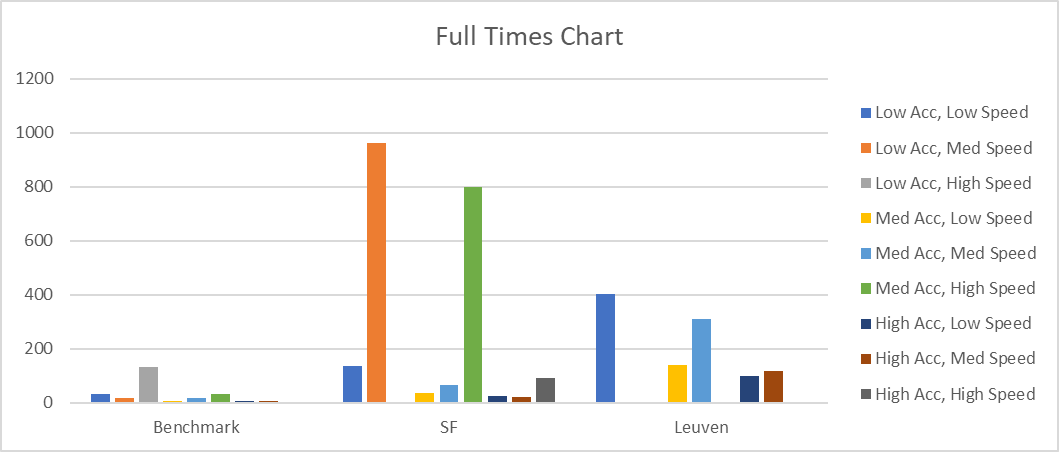 Full Times Chart
1200
1000
800
600
400
200
0
Benchmark SF Leuven
Low Acc, Low Speed
Low Acc, Med Speed
Low Acc, High Speed
Med Acc, Low Speed
Med Acc, Med Speed
Med Acc, High Speed
High Acc, Low Speed
High Acc, Med Speed
High Acc, High Speed